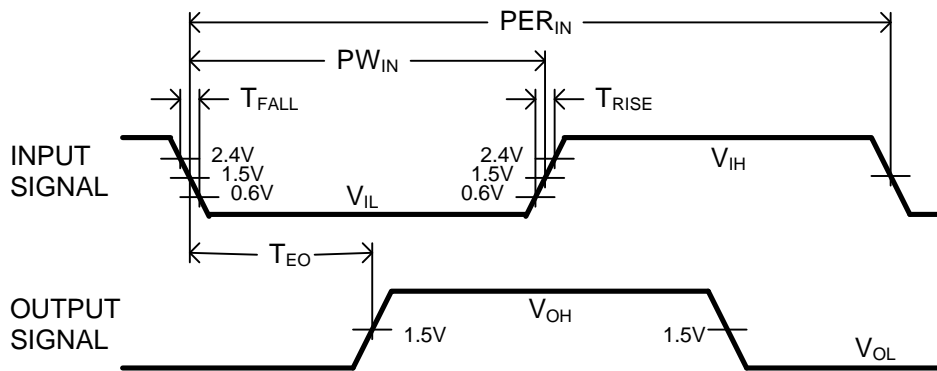 PER_IN
PW_IN
T_FALL T_RISE
INPUT SIGNAL
2.4V
1.5V
0.6V
V_IL
2.4V
1.5V
0.6V
V_IH
T_EO
OUTPUT SIGNAL
1.5V
V_OH
1.5V
V_OL